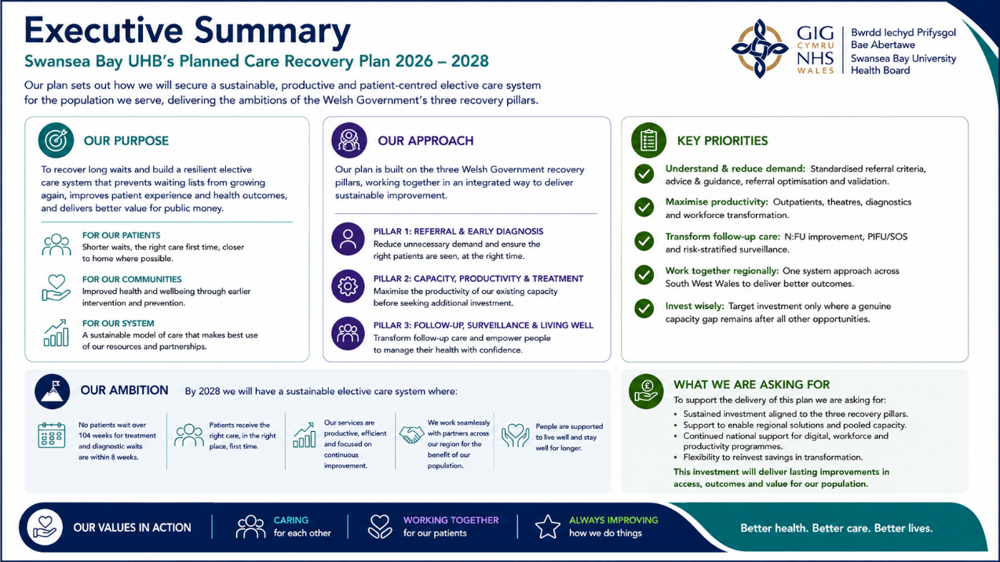 Executive Summary
Swansea Bay UHB's Planned Care Recovery Plan 2026 – 2028
Our plan sets out how we will secure a sustainable, productive and patient-centred elective care system
for the population we serve, delivering the ambitions of the Welsh Government's three recovery pillars.
GIG
CYMRU
NHS
WALES
Bwrdd Iechyd Prifysgol
Bae Abertawe
Swansea Bay University
Health Board
OUR PURPOSE
To recover long waits and build a resilient elective
care system that prevents waiting lists from growing
again, improves patient experience and health outcomes,
and delivers better value for public money.
FOR OUR PATIENTS
Shorter waits, the right care first time, closer
to home where possible.
FOR OUR COMMUNITIES
Improved health and wellbeing through earlier
intervention and prevention.
FOR OUR SYSTEM
A sustainable model of care that makes best use
of our resources and partnerships.
OUR APPROACH
Our plan is built on the three Welsh Government recovery
pillars, working together in an integrated way to deliver
sustainable improvement.
PILLAR 1: REFERRAL & EARLY DIAGNOSIS
Reduce unnecessary demand and ensure the
right patients are seen, at the right time.
PILLAR 2: CAPACITY, PRODUCTIVITY & TREATMENT
Maximise the productivity of our existing capacity
before seeking additional investment.
PILLAR 3: FOLLOW-UP, SURVEILLANCE & LIVING WELL
Transform follow-up care and empower people
to manage their health with confidence.
KEY PRIORITIES
Understand & reduce demand: Standardised referral criteria,
advice & guidance, referral optimisation and validation.
Maximise productivity: Outpatients, theatres, diagnostics
and workforce transformation.
Transform follow-up care: N:FU improvement, PIFU/SOS
and risk-stratified surveillance.
Work together regionally: One system approach across
South West Wales to deliver better outcomes.
Invest wisely: Target investment only where a genuine
capacity gap remains after all other opportunities.
OUR AMBITION By 2028 we will have a sustainable elective care system where:
No patients wait over
104 weeks for treatment
and diagnostic waits
are within 8 weeks.
Patients receive the
right care, in the right
place, first time.
Our services are
productive, efficient
and focused on
continuous
improvement.
We work seamlessly
with partners across
our region for the
benefit of our
population.
People are supported
to live well and stay
well for longer.
WHAT WE ARE ASKING FOR
To support the delivery of this plan we are asking for:
• Sustained investment aligned to the three recovery pillars.
• Support to enable regional solutions and pooled capacity.
• Continued national support for digital, workforce and
productivity programmes.
• Flexibility to reinvest savings in transformation.
This investment will deliver lasting improvements in
access, outcomes and value for our population.
OUR VALUES IN ACTION
CARING
for each other
WORKING TOGETHER
for our patients
ALWAYS IMPROVING
how we do things
Better health. Better care. Better lives.